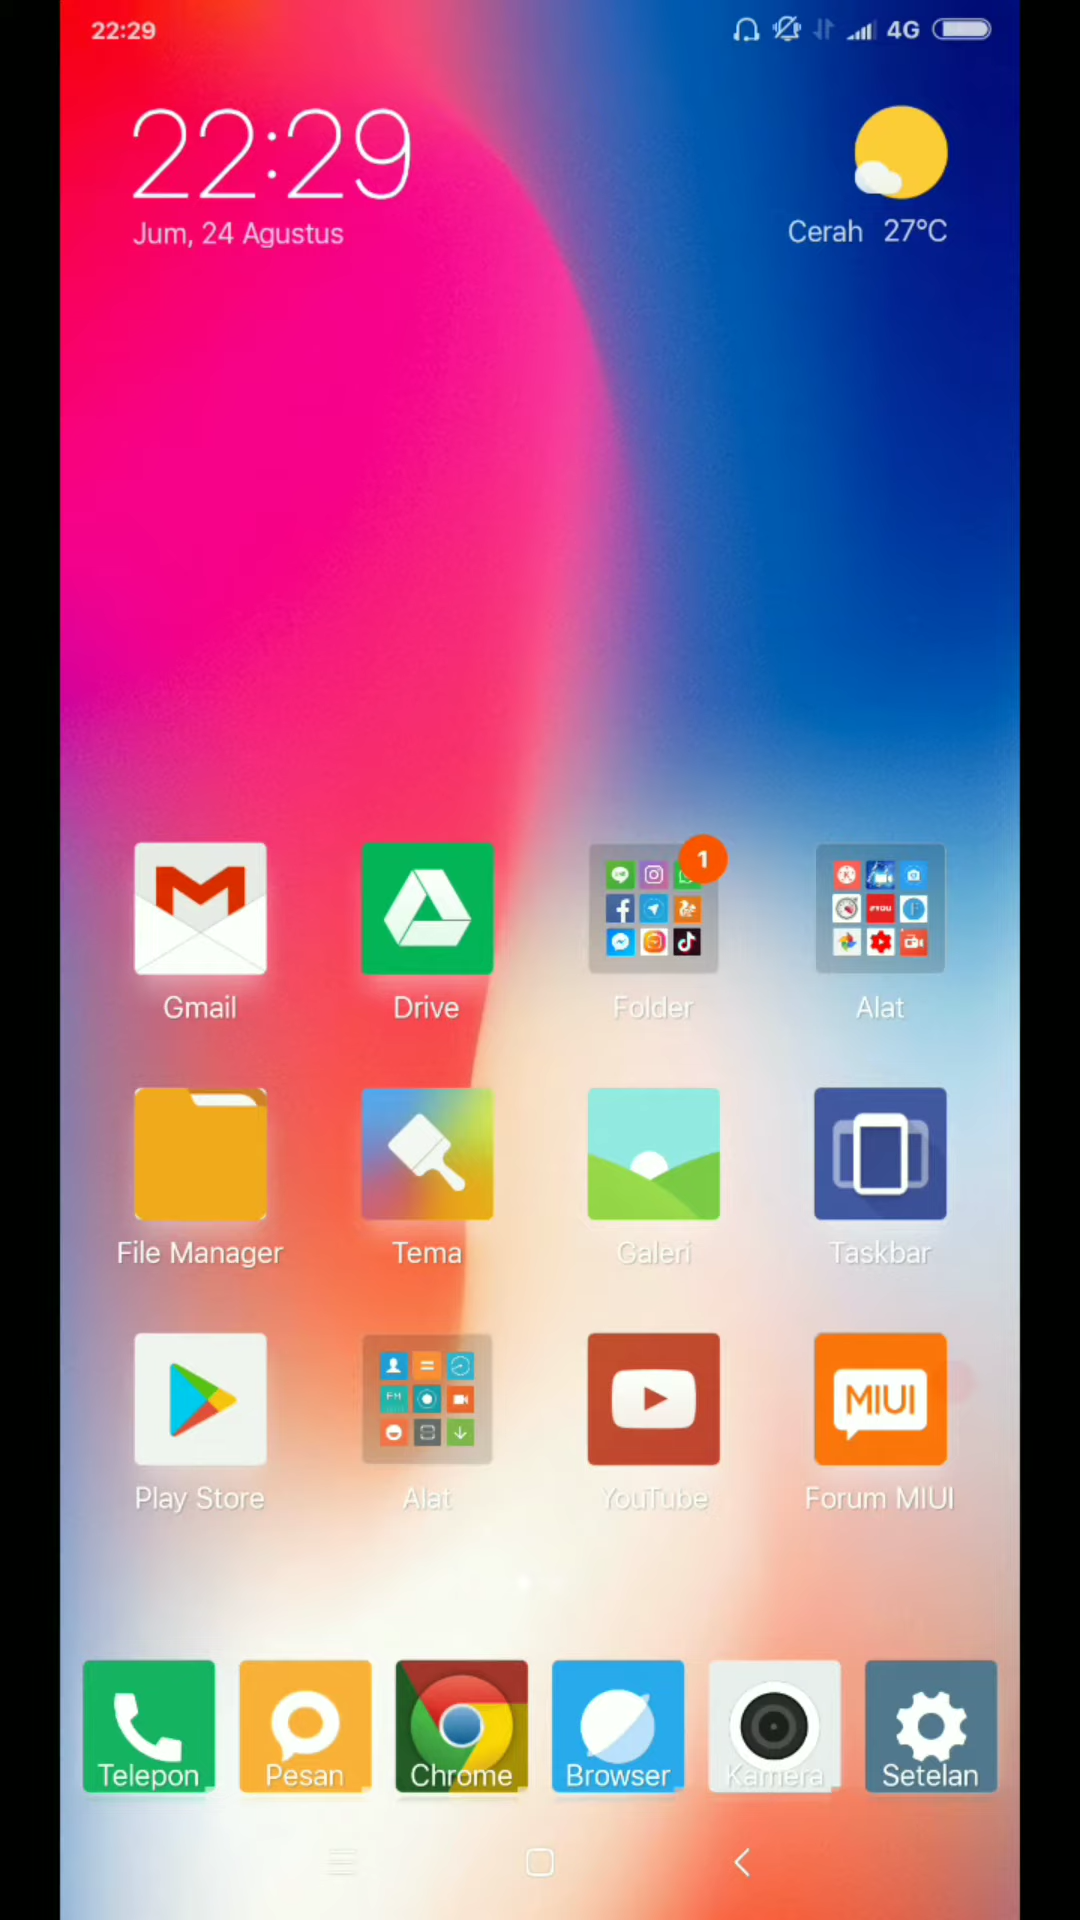 22:29
4G
22:29
Jum, 24 Agustus
Cerah 27°C
1
Gmail
Drive
Folder
Alat
File Manager
Tema
Galeri
Taskbar
MIUI
Play Store
Alat
YouTube
Forum MIUI
Telepon
Pesan
Chrome
Browser
Kamera
Setelan